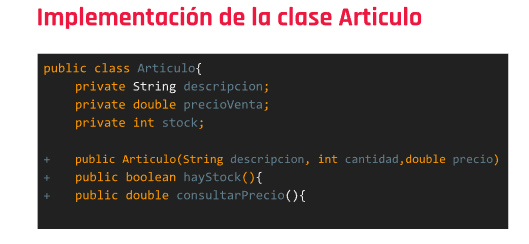 Implementación de la clase Articulo
public class Articulo{
private String descripcion;
private double precioVenta;
private int stock;
+ public Articulo(String descripcion, int cantidad,double precio)
+ public boolean hayStock(){
+ public double consultarPrecio(){